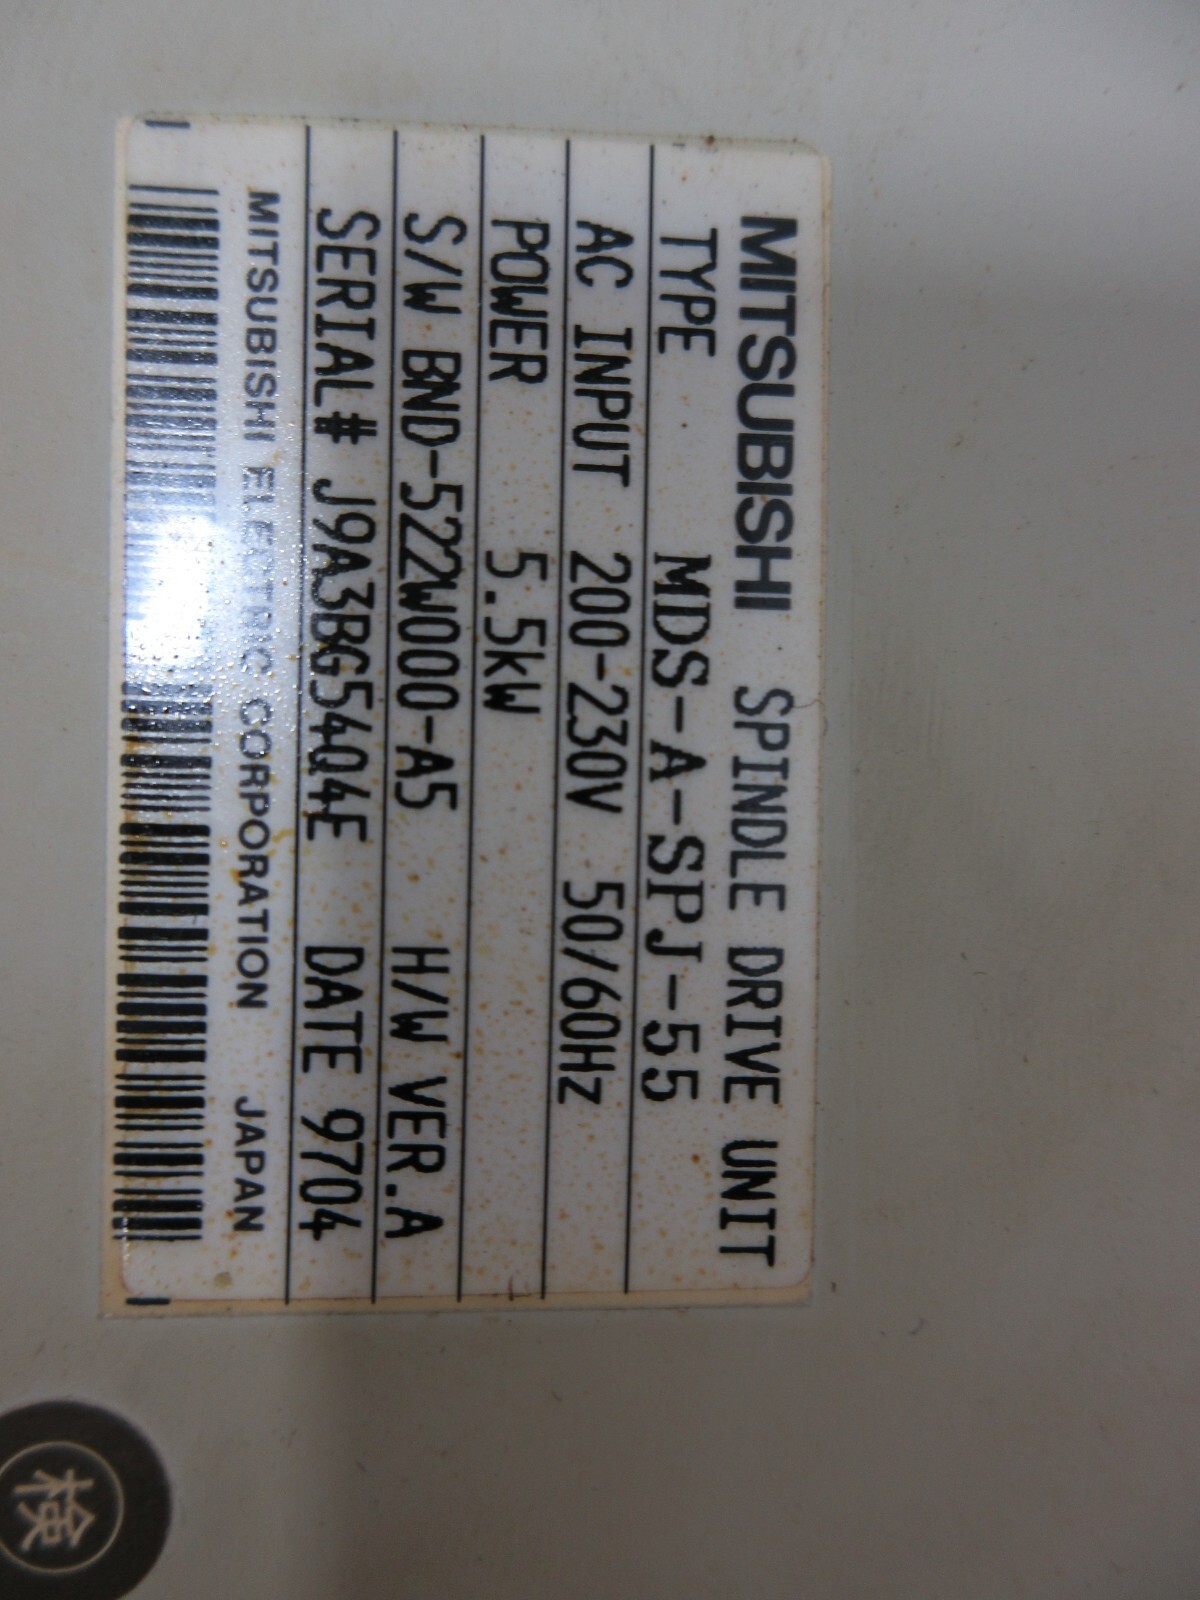 MITSUBISHI SPINDLE DRIVE UNIT
TYPE MDS-A-SPJ-55
AC INPUT 200-230V 50/60Hz
POWER 5.5kW
S/W BND-522W000-A5 H/W VER.A
SERIAL# J9A3BG54Q4E DATE 9704
MITSUBISHI ELECTRIC CORPORATION JAPAN
検